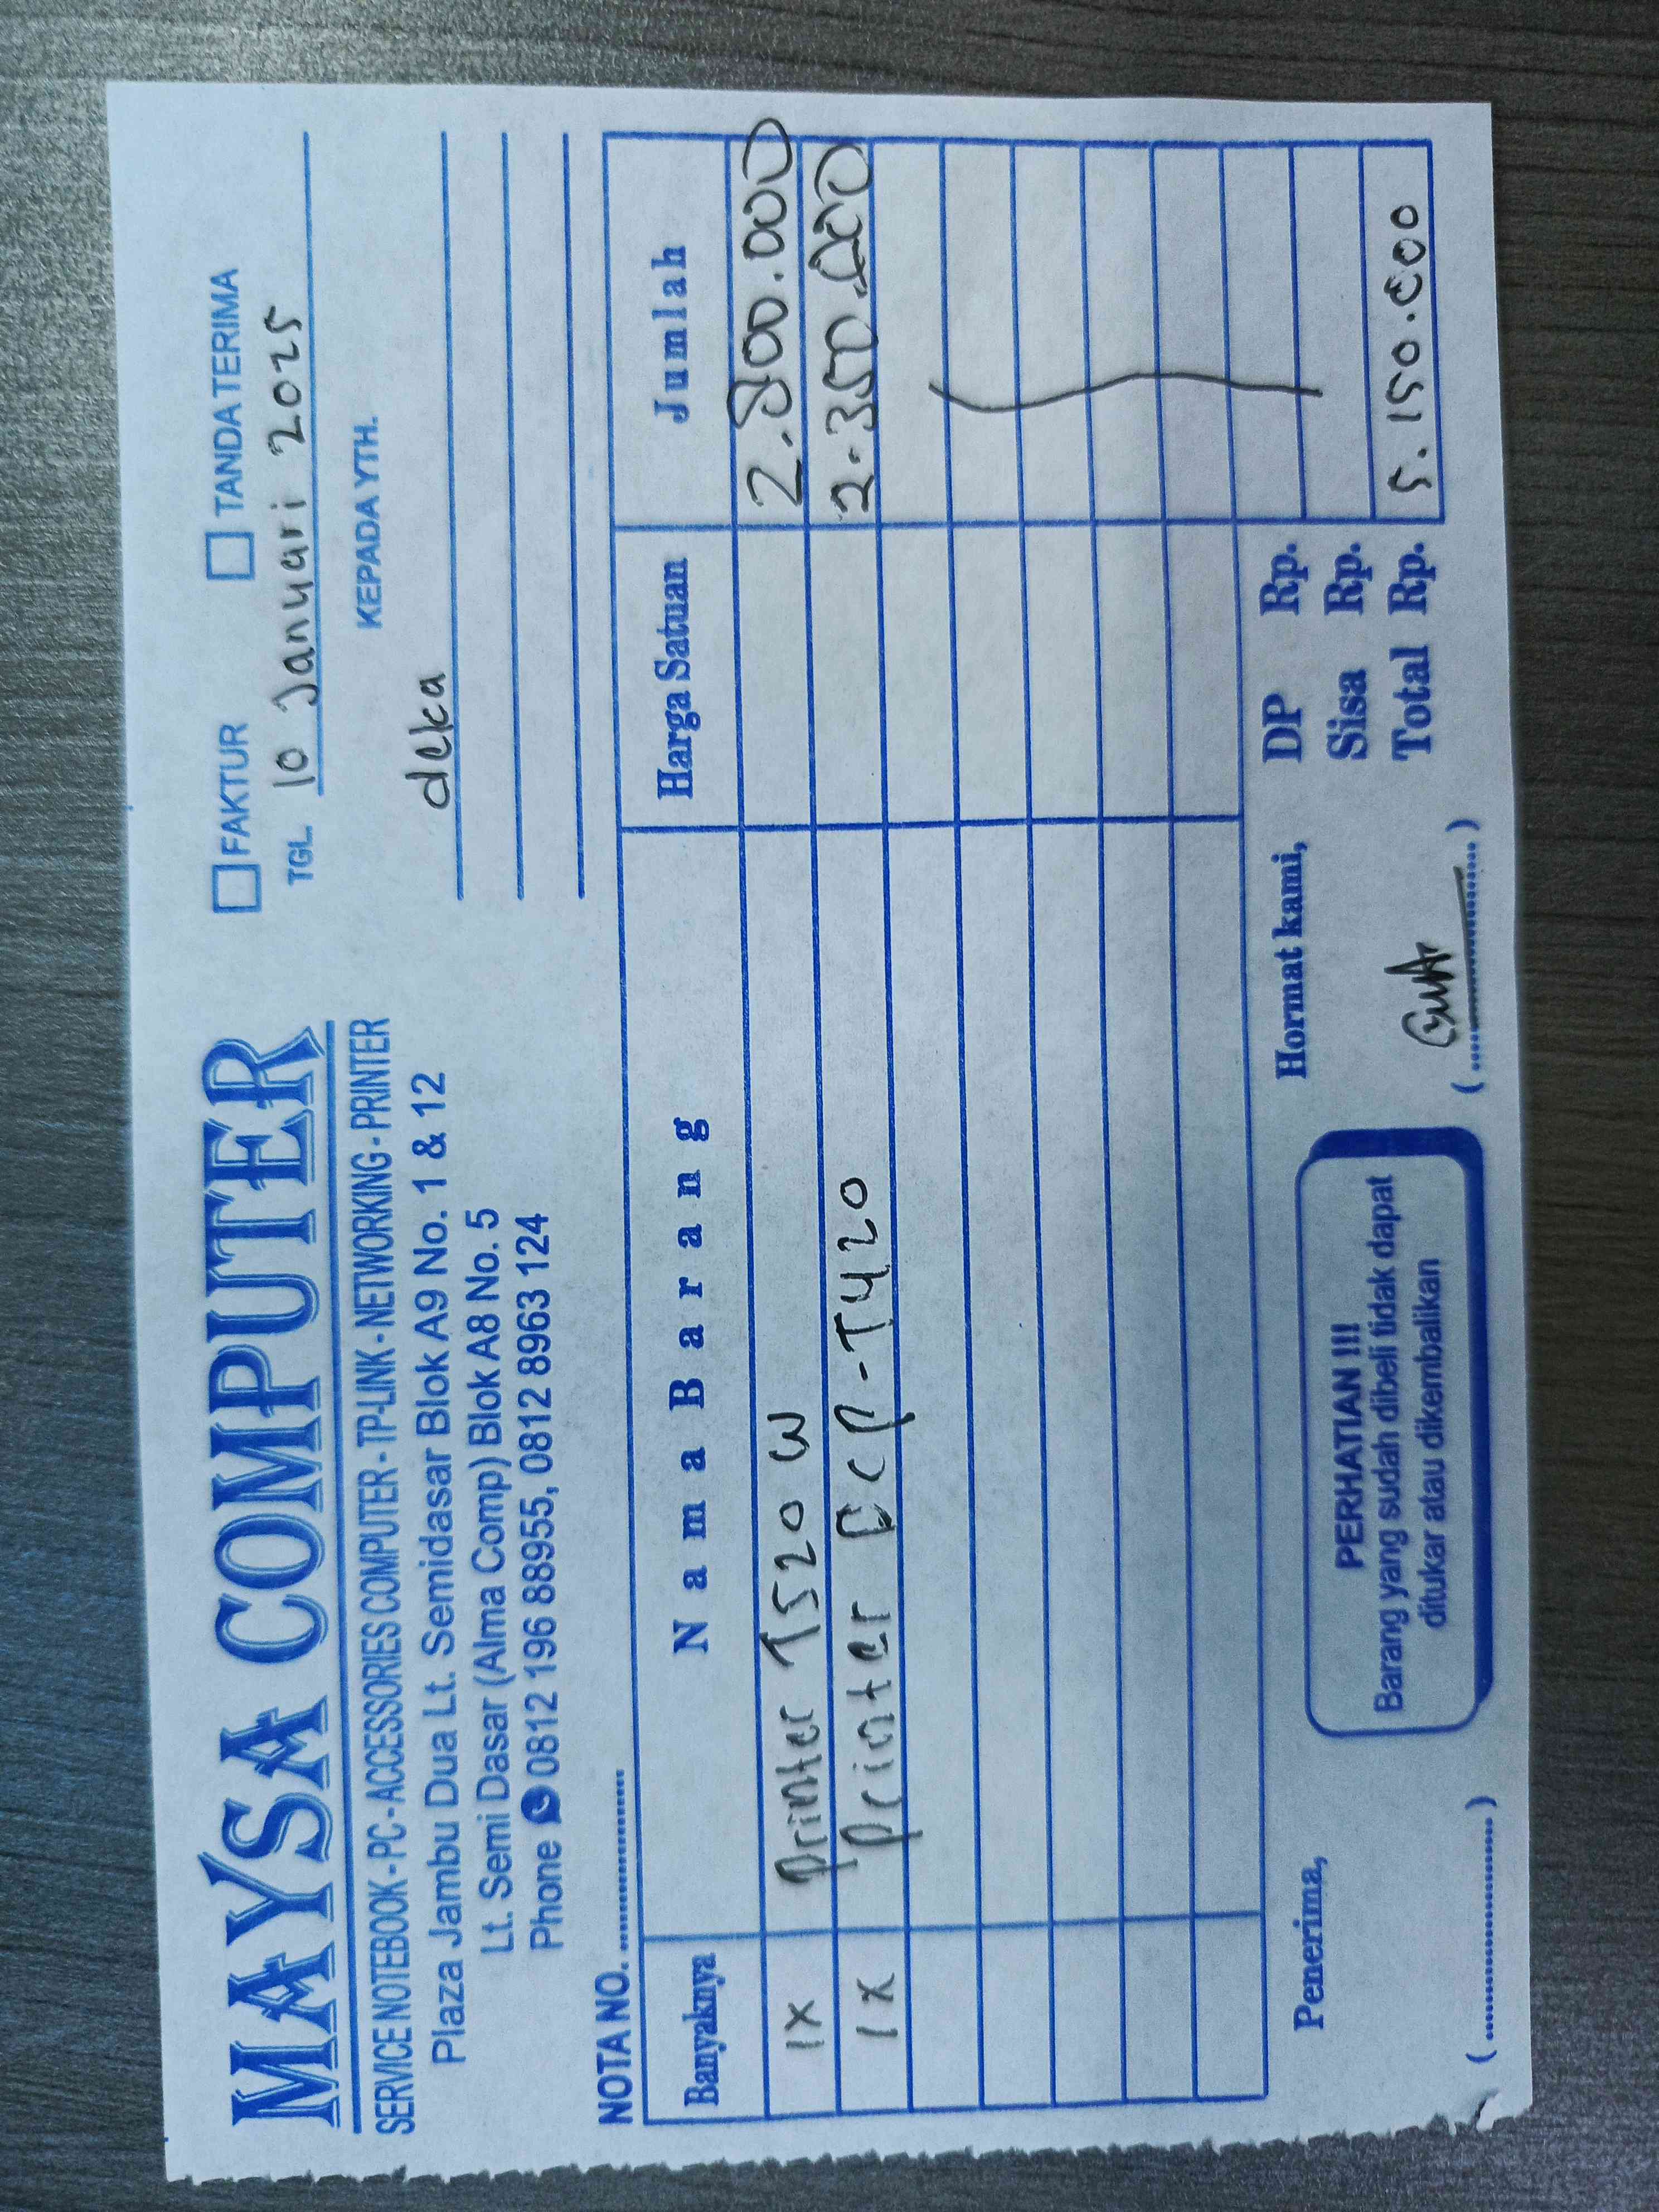 MAYSA COMPUTER
SERVICE NOTEBOOK - PC - ACCESSORIES COMPUTER - TP-LINK - NETWORKING - PRINTER
Plaza Jambu Dua Lt. Semidasar Blok A9 No. 1 & 12
Lt. Semi Dasar (Alma Comp) Blok A8 No. 5
Phone 0812 196 88955, 0812 8963 124
FAKTUR TANDA TERIMA
TGL. 10 Januari 2025
KEPADA YTH.
deka
NOTA NO. ....................
Banyaknya Nama Barang Harga Satuan Jumlah
1x Printer T520 W 2.800.000
1x Printer DCP-T420 2.350.000
Penerima,
(..............................)
PERHATIAN !!!
Barang yang sudah dibeli tidak dapat
ditukar atau dikembalikan
Hormat kami,
(..............................)
DP Rp.
Sisa Rp.
Total Rp. 5.150.000